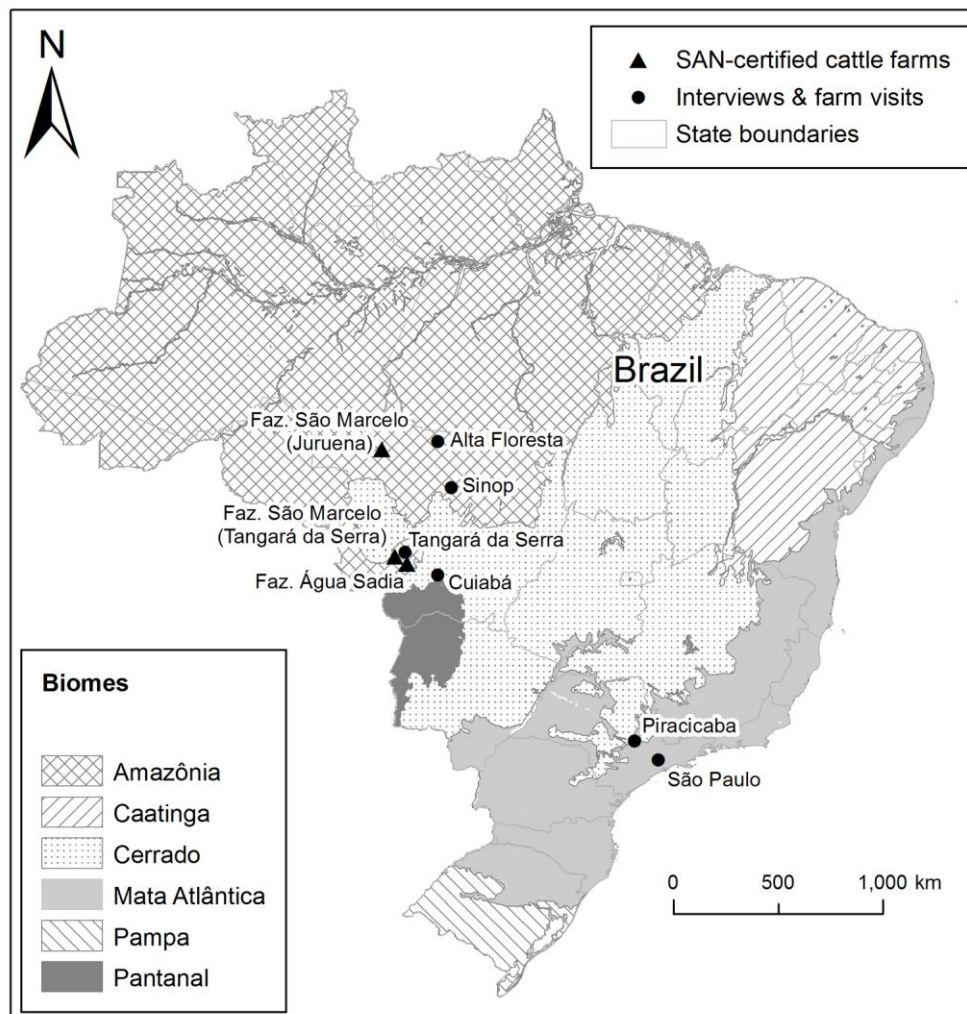 N
SAN-certified cattle farms
Interviews & farm visits
State boundaries
Brazil
Faz. São Marcelo
(Juruena)
Alta Floresta
Sinop
Faz. São Marcelo
(Tangará da Serra)
Tangará da Serra
Faz. Água Sadia
Cuiabá
Piracicaba
São Paulo
Biomes
Amazônia
Caatinga
Cerrado
Mata Atlântica
Pampa
Pantanal
0 500 1,000 km